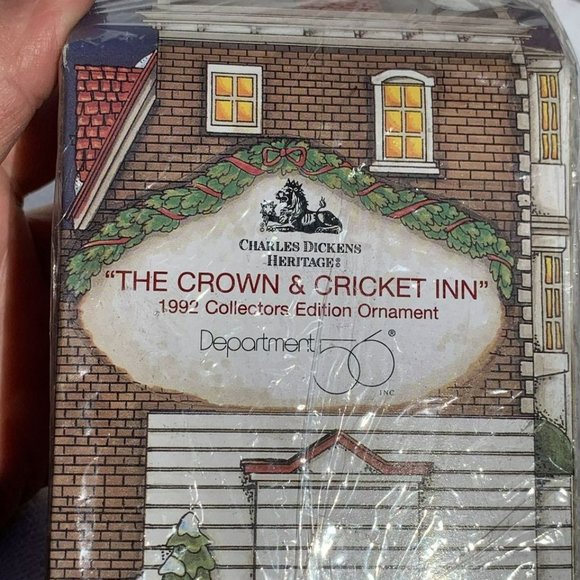 CHARLES DICKENS
HERITAGE®
"THE CROWN & CRICKET INN"
1992 Collectors Edition Ornament
Department 56®
INC